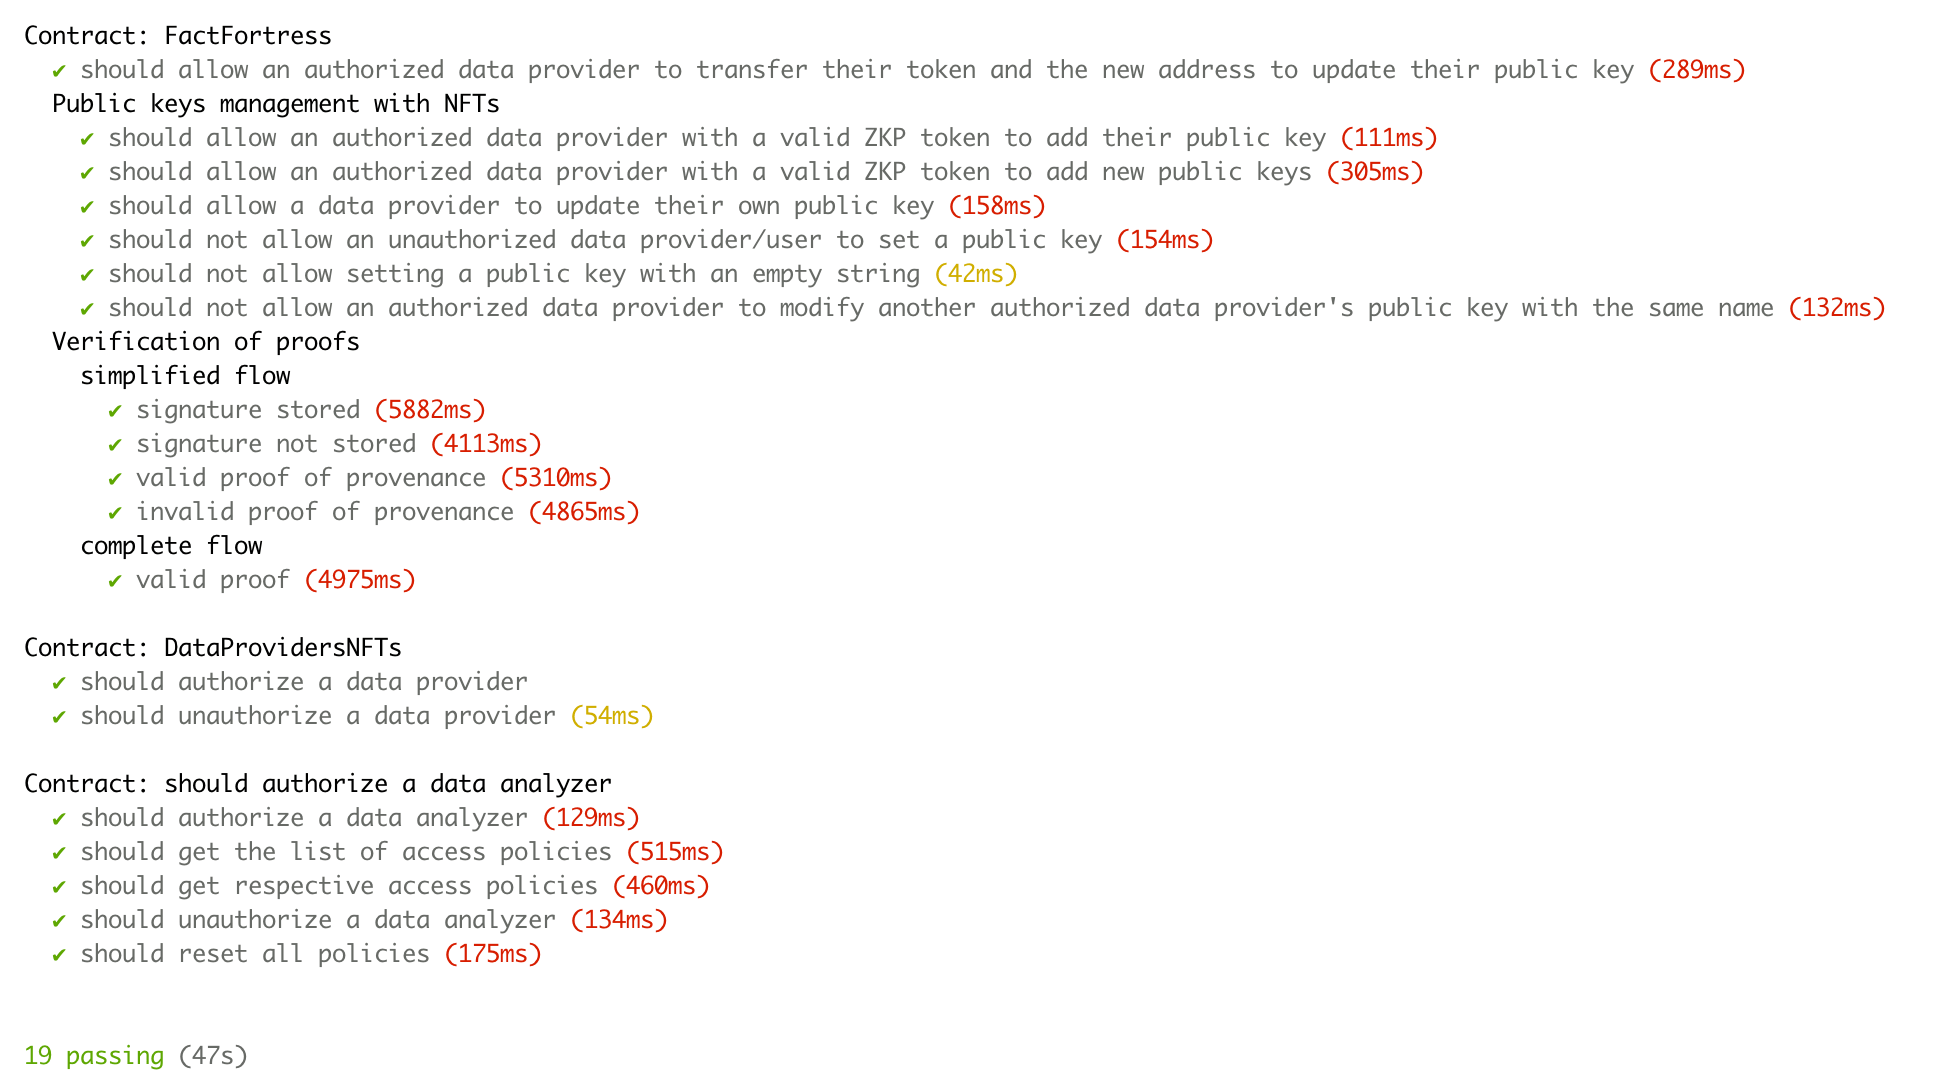 Contract: FactFortress
✔ should allow an authorized data provider to transfer their token and the new address to update their public key (289ms)
Public keys management with NFTs
✔ should allow an authorized data provider with a valid ZKP token to add their public key (111ms)
✔ should allow an authorized data provider with a valid ZKP token to add new public keys (305ms)
✔ should allow a data provider to update their own public key (158ms)
✔ should not allow an unauthorized data provider/user to set a public key (154ms)
✔ should not allow setting a public key with an empty string (42ms)
✔ should not allow an authorized data provider to modify another authorized data provider's public key with the same name (132ms)
Verification of proofs
simplified flow
✔ signature stored (5882ms)
✔ signature not stored (4113ms)
✔ valid proof of provenance (5310ms)
✔ invalid proof of provenance (4865ms)
complete flow
✔ valid proof (4975ms)
Contract: DataProvidersNFTs
✔ should authorize a data provider
✔ should unauthorize a data provider (54ms)
Contract: should authorize a data analyzer
✔ should authorize a data analyzer (129ms)
✔ should get the list of access policies (515ms)
✔ should get respective access policies (460ms)
✔ should unauthorize a data analyzer (134ms)
✔ should reset all policies (175ms)
19 passing (47s)